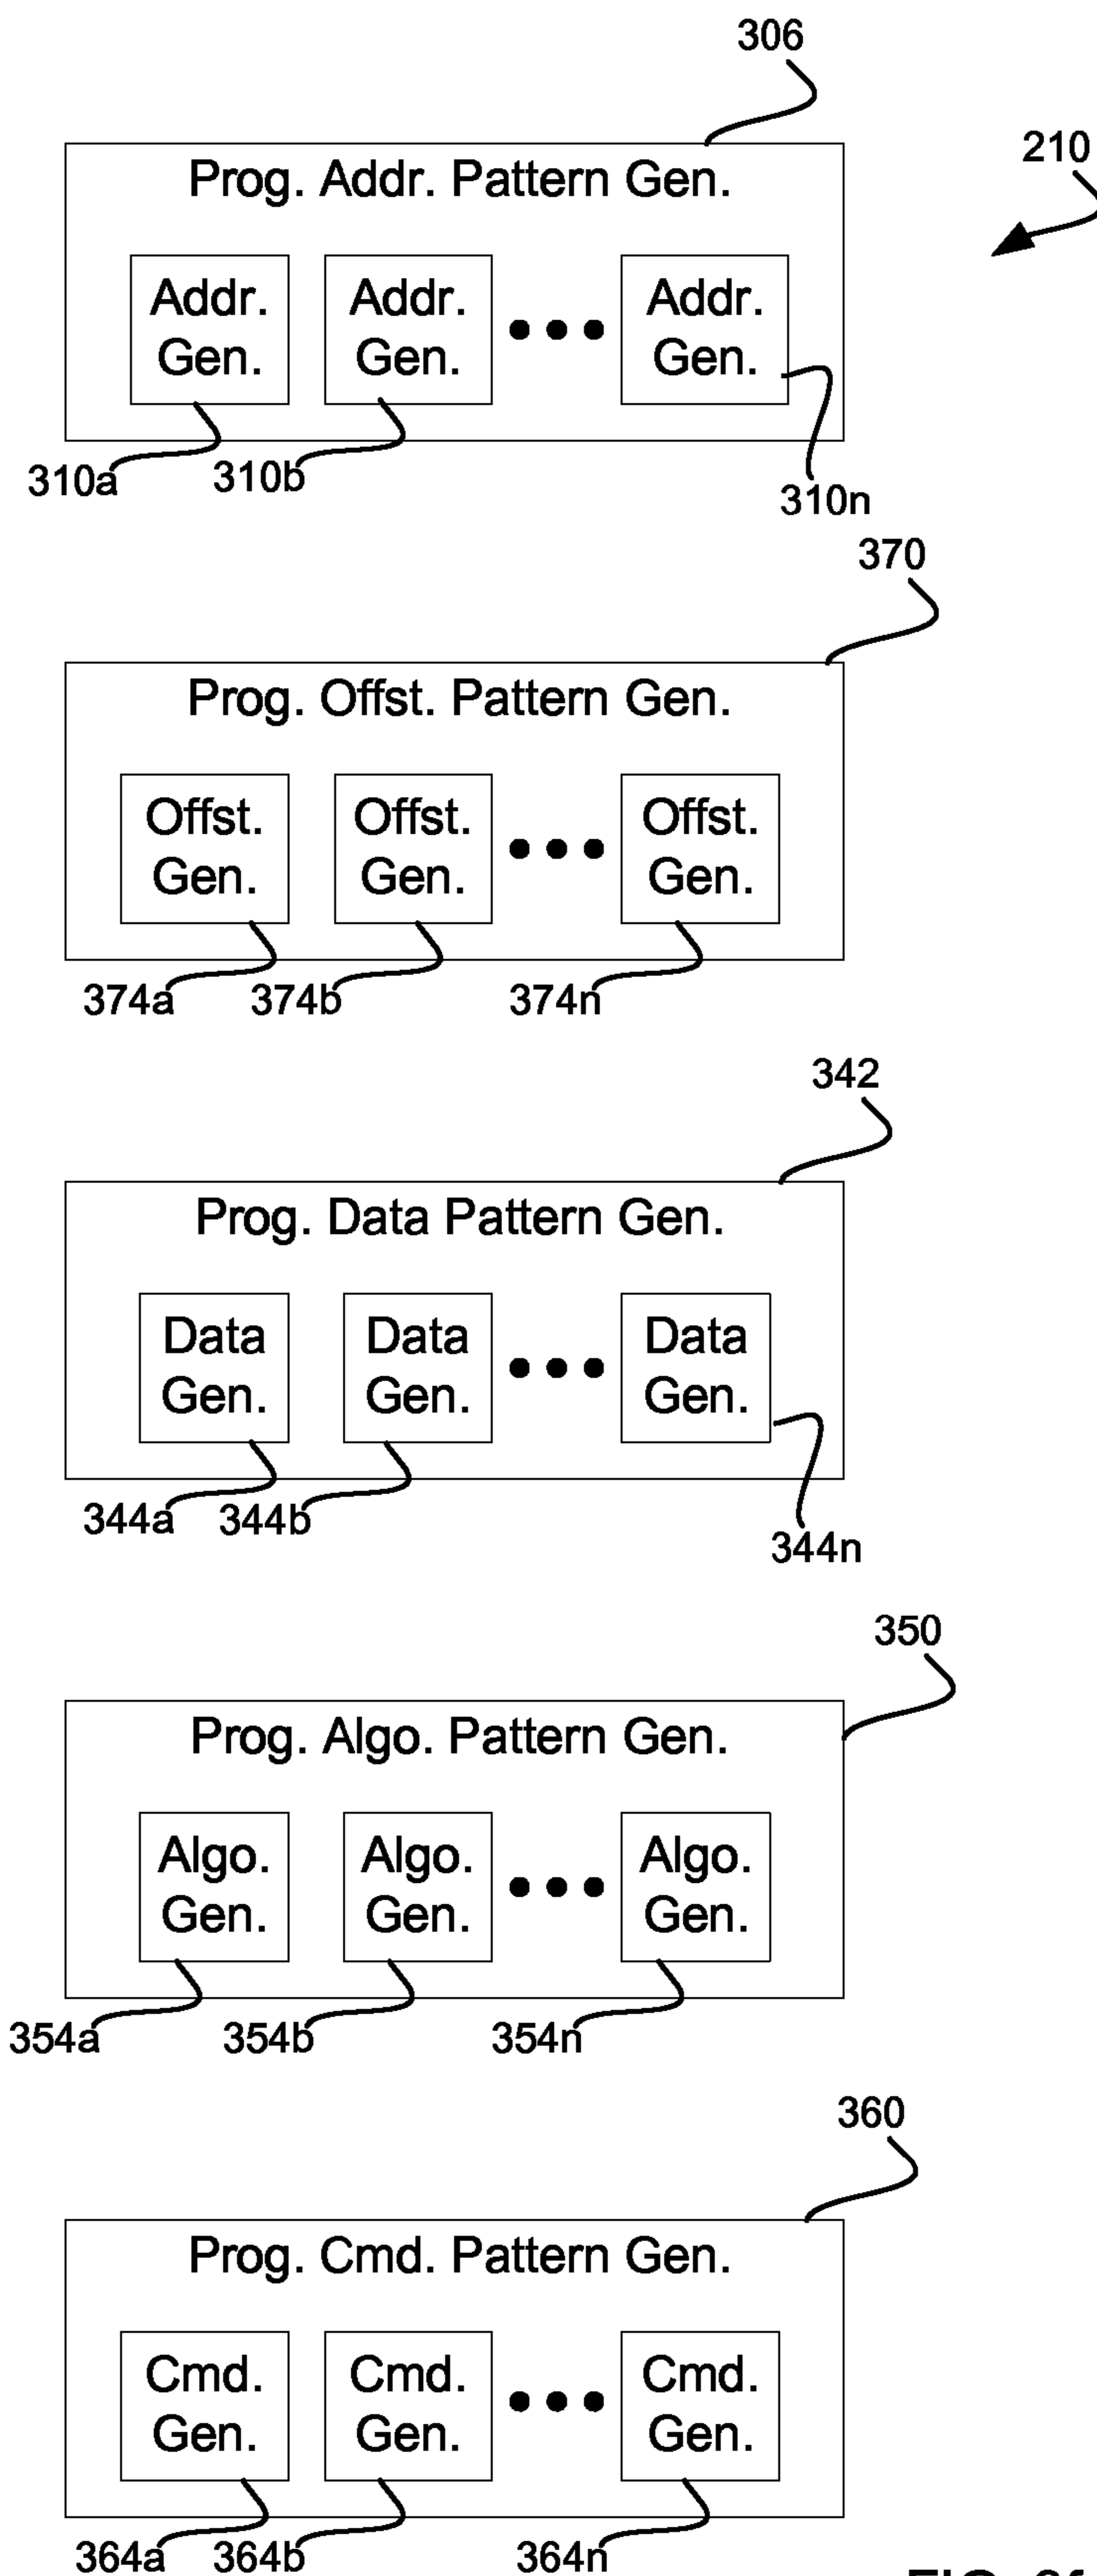 306
210
Prog. Addr. Pattern Gen.
Addr. Addr. Addr.
Gen. Gen. Gen.
310a 310b 310n
370
Prog. Offst. Pattern Gen.
Offst. Offst. Offst.
Gen. Gen. Gen.
374a 374b 374n
342
Prog. Data Pattern Gen.
Data Data Data
Gen. Gen. Gen.
344a 344b 344n
350
Prog. Algo. Pattern Gen.
Algo. Algo. Algo.
Gen. Gen. Gen.
354a 354b 354n
360
Prog. Cmd. Pattern Gen.
Cmd. Cmd. Cmd.
Gen. Gen. Gen.
364a 364b 364n